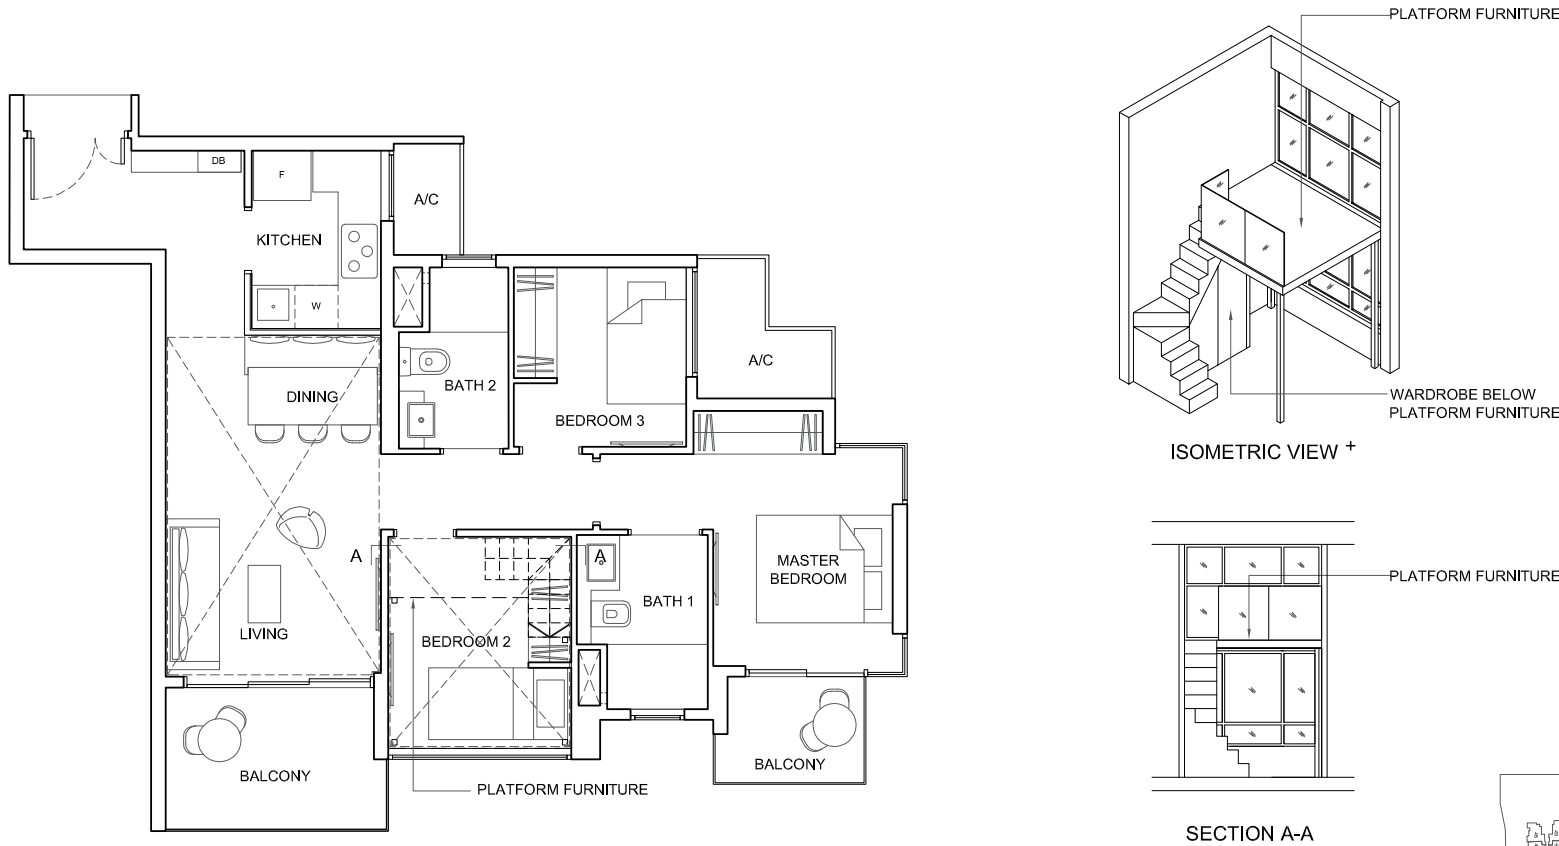 PLATFORM FURNITURE
DB
F
A/C
KITCHEN
W
A/C
DINING
BATH 2
BEDROOM 3
WARDROBE BELOW
PLATFORM FURNITURE
ISOMETRIC VIEW +
A
A
MASTER
BEDROOM
PLATFORM FURNITURE
BATH 1
LIVING
BEDROOM 2
BALCONY
BALCONY
PLATFORM FURNITURE
SECTION A-A